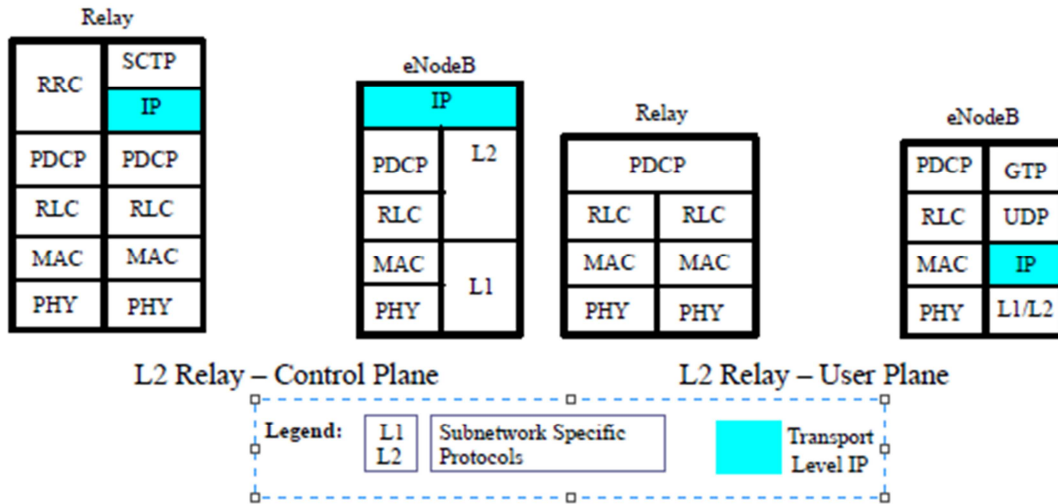 Relay
RRC
SCTP
IP
PDCP
PDCP
RLC
RLC
MAC
MAC
PHY
PHY
eNodeB
IP
PDCP
L2
RLC
MAC
L1
PHY
L2 Relay – Control Plane
Relay
PDCP
RLC
RLC
MAC
MAC
PHY
PHY
eNodeB
PDCP
GTP
RLC
UDP
MAC
IP
PHY
L1/L2
L2 Relay – User Plane
Legend:
L1
L2
Subnetwork Specific
Protocols
Transport
Level IP